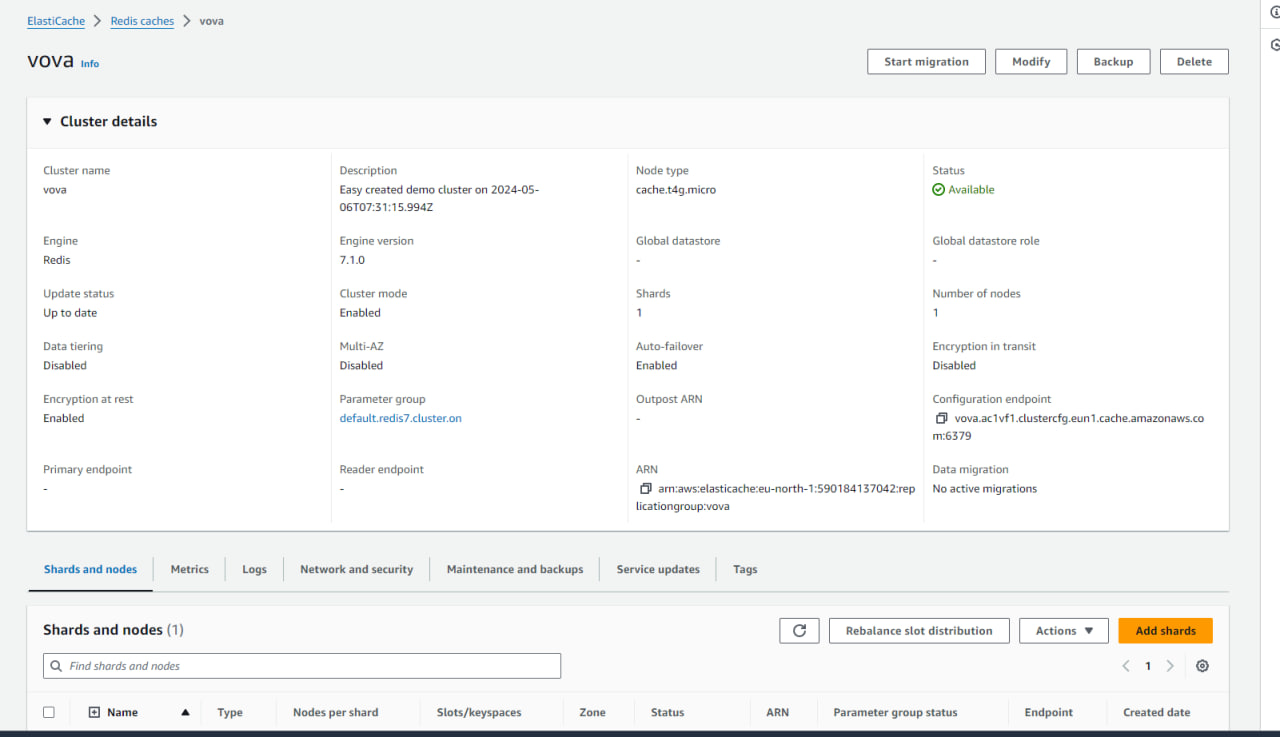 ElastiCache > Redis caches > vova
vova Info
Start migration Modify Backup Delete
Cluster details
Cluster name Description Node type Status
vova Easy created demo cluster on 2024-05- cache.t4g.micro Available
06T07:31:15.994Z
Engine Engine version Global datastore Global datastore role
Redis 7.1.0 - -
Update status Cluster mode Shards Number of nodes
Up to date Enabled 1 1
Data tiering Multi-AZ Auto-failover Encryption in transit
Disabled Disabled Enabled Disabled
Encryption at rest Parameter group Outpost ARN Configuration endpoint
Enabled default.redis7.cluster.on - vova.ac1vf1.clustercfg.eun1.cache.amazonaws.co
m:6379
Primary endpoint Reader endpoint ARN Data migration
- - arn:aws:elasticache:eu-north-1:590184137042:rep No active migrations
licationgroup:vova
Shards and nodes Metrics Logs Network and security Maintenance and backups Service updates Tags
Shards and nodes (1) Rebalance slot distribution Actions Add shards
Find shards and nodes < 1 >
Name Type Nodes per shard Slots/keyspaces Zone Status ARN Parameter group status Endpoint Created date